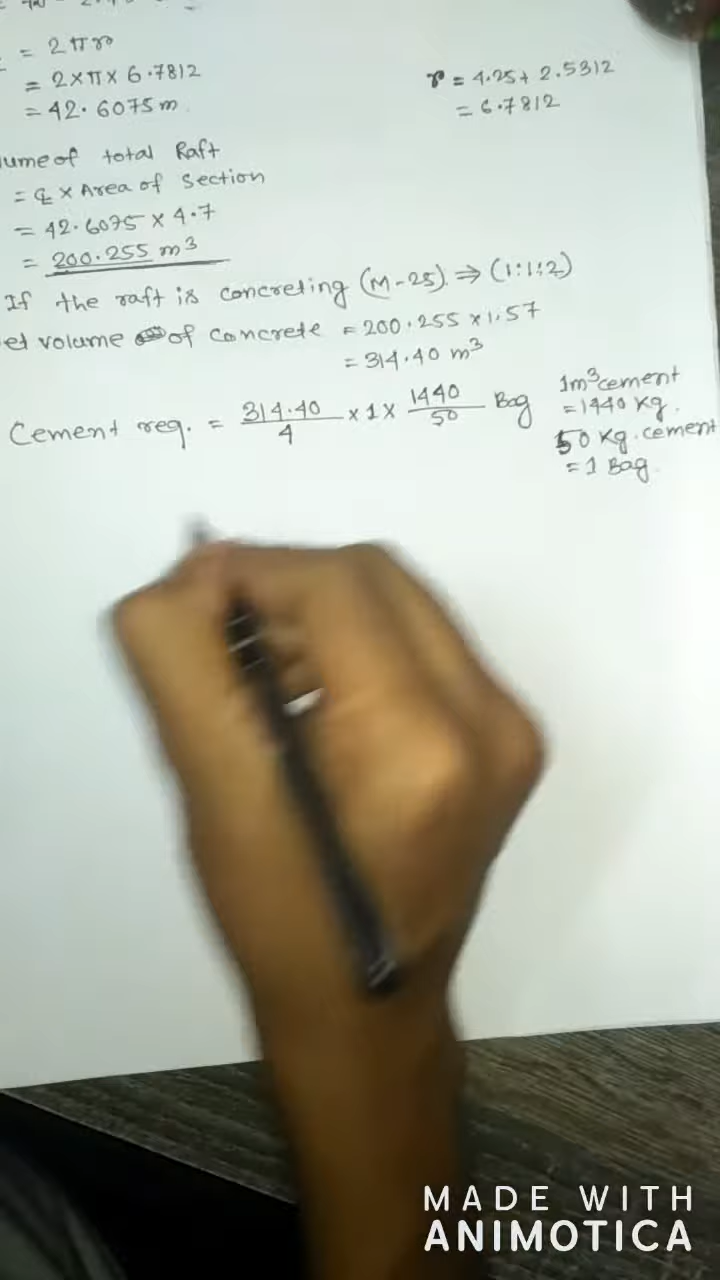 = 2πr
= 2×π× 6.7812
= 42.6075 m
r = 4.25 + 2.5312
= 6.7812
lume of total Raft
= × Area of Section
= 42.6075 × 4.7
= 200.255 m³
If the raft is concreting (M-25) ⇒ (1:1:2)
et volume of concrete = 200.255 × 1.57
= 314.40 m³
Cement req. = 314.40/4 × 1 × 1440/50 Bag
1m³ cement
= 1440 kg.
50 kg. cement
= 1 Bag.
MADE WITH
ANIMOTICA